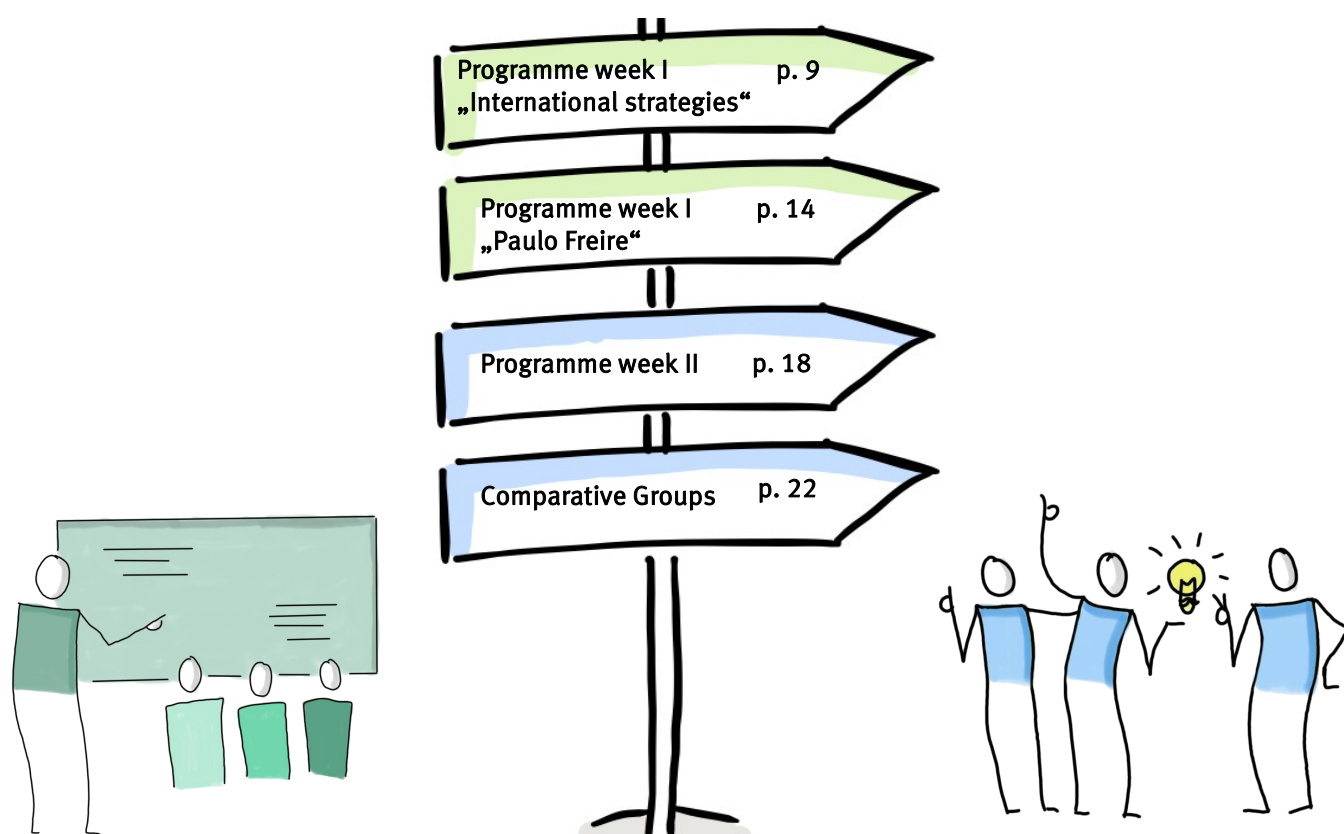 Programme week I p. 9
„International strategies“
Programme week I p. 14
„Paulo Freire“
Programme week II p. 18
Comparative Groups p. 22